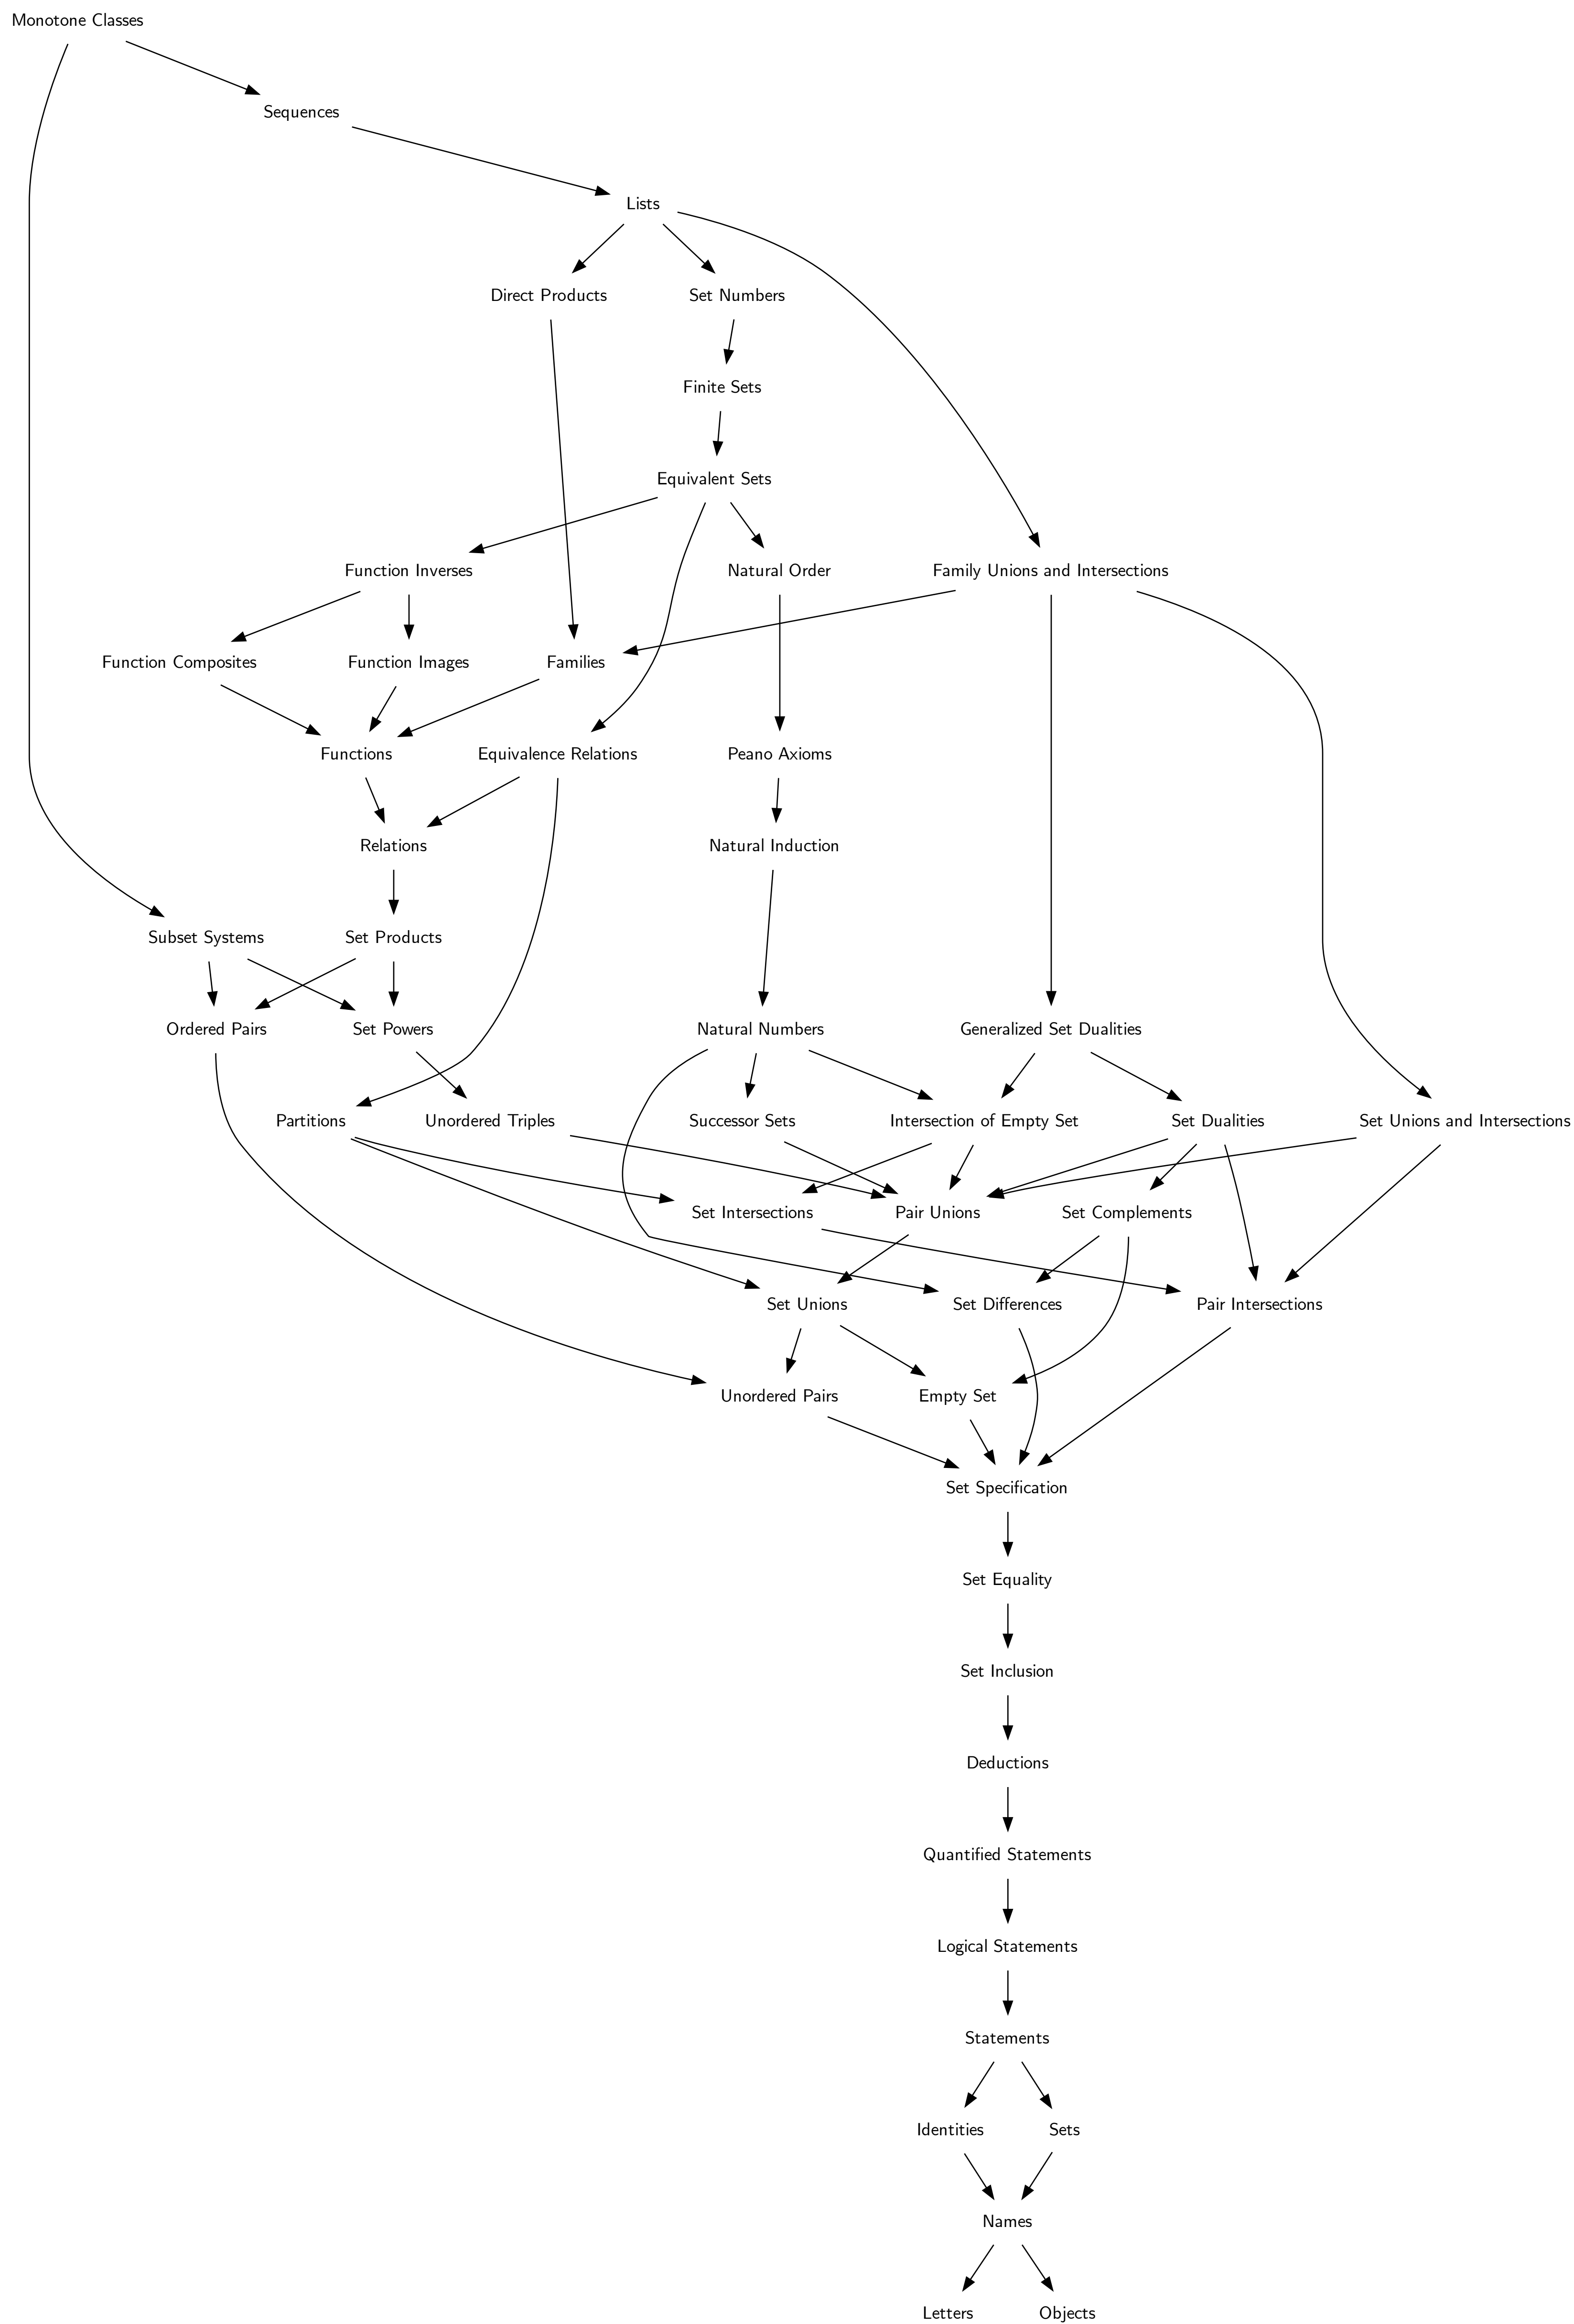 Monotone Classes
Sequences
Lists
Direct Products
Set Numbers
Finite Sets
Equivalent Sets
Function Inverses
Natural Order
Family Unions and Intersections
Function Composites
Function Images
Families
Functions
Equivalence Relations
Peano Axioms
Relations
Natural Induction
Subset Systems
Set Products
Ordered Pairs
Set Powers
Natural Numbers
Generalized Set Dualities
Partitions
Unordered Triples
Successor Sets
Intersection of Empty Set
Set Dualities
Set Unions and Intersections
Set Intersections
Pair Unions
Set Complements
Set Unions
Set Differences
Pair Intersections
Unordered Pairs
Empty Set
Set Specification
Set Equality
Set Inclusion
Deductions
Quantified Statements
Logical Statements
Statements
Identities
Sets
Names
Letters
Objects